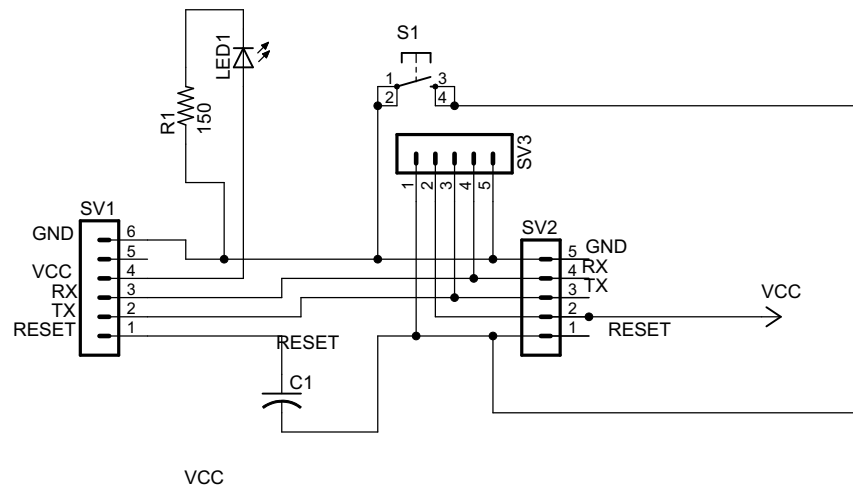 S1
LED1
R1
150
1
2
3
4
SV3
1
2
3
4
5
SV1
GND
6
5
VCC
4
RX
3
TX
2
RESET
1
RESET
C1
SV2
5
GND
4
RX
3
TX
2
1
RESET
VCC
VCC